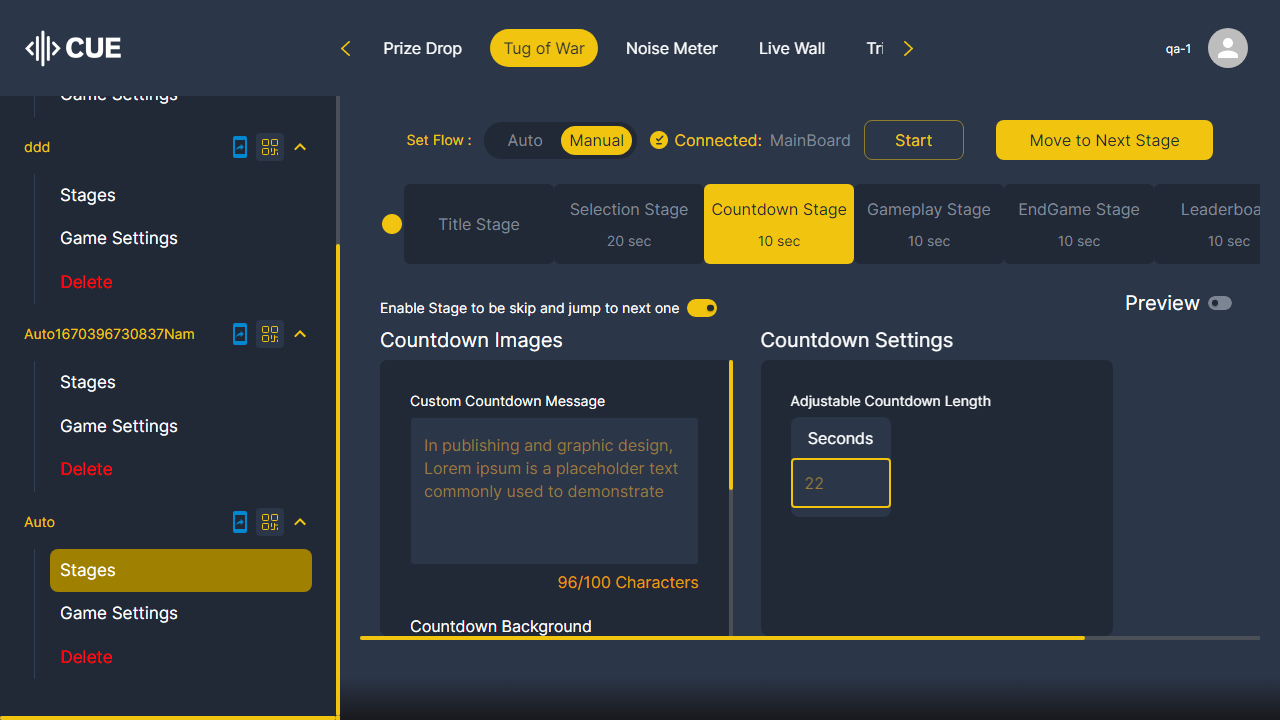 CUE
Prize Drop
Tug of War
Noise Meter
Live Wall
Tri
qa-1
Game Settings
ddd
Stages
Game Settings
Delete
Auto1670396730837Nam
Stages
Game Settings
Delete
Auto
Stages
Game Settings
Delete
Set Flow :
Auto
Manual
Connected: MainBoard
Start
Move to Next Stage
Title Stage
Selection Stage
20 sec
Countdown Stage
10 sec
Gameplay Stage
10 sec
EndGame Stage
10 sec
Leaderboa
10 sec
Enable Stage to be skip and jump to next one
Preview
Countdown Images
Custom Countdown Message
In publishing and graphic design,
Lorem ipsum is a placeholder text
commonly used to demonstrate
96/100 Characters
Countdown Background
Countdown Settings
Adjustable Countdown Length
Seconds
22